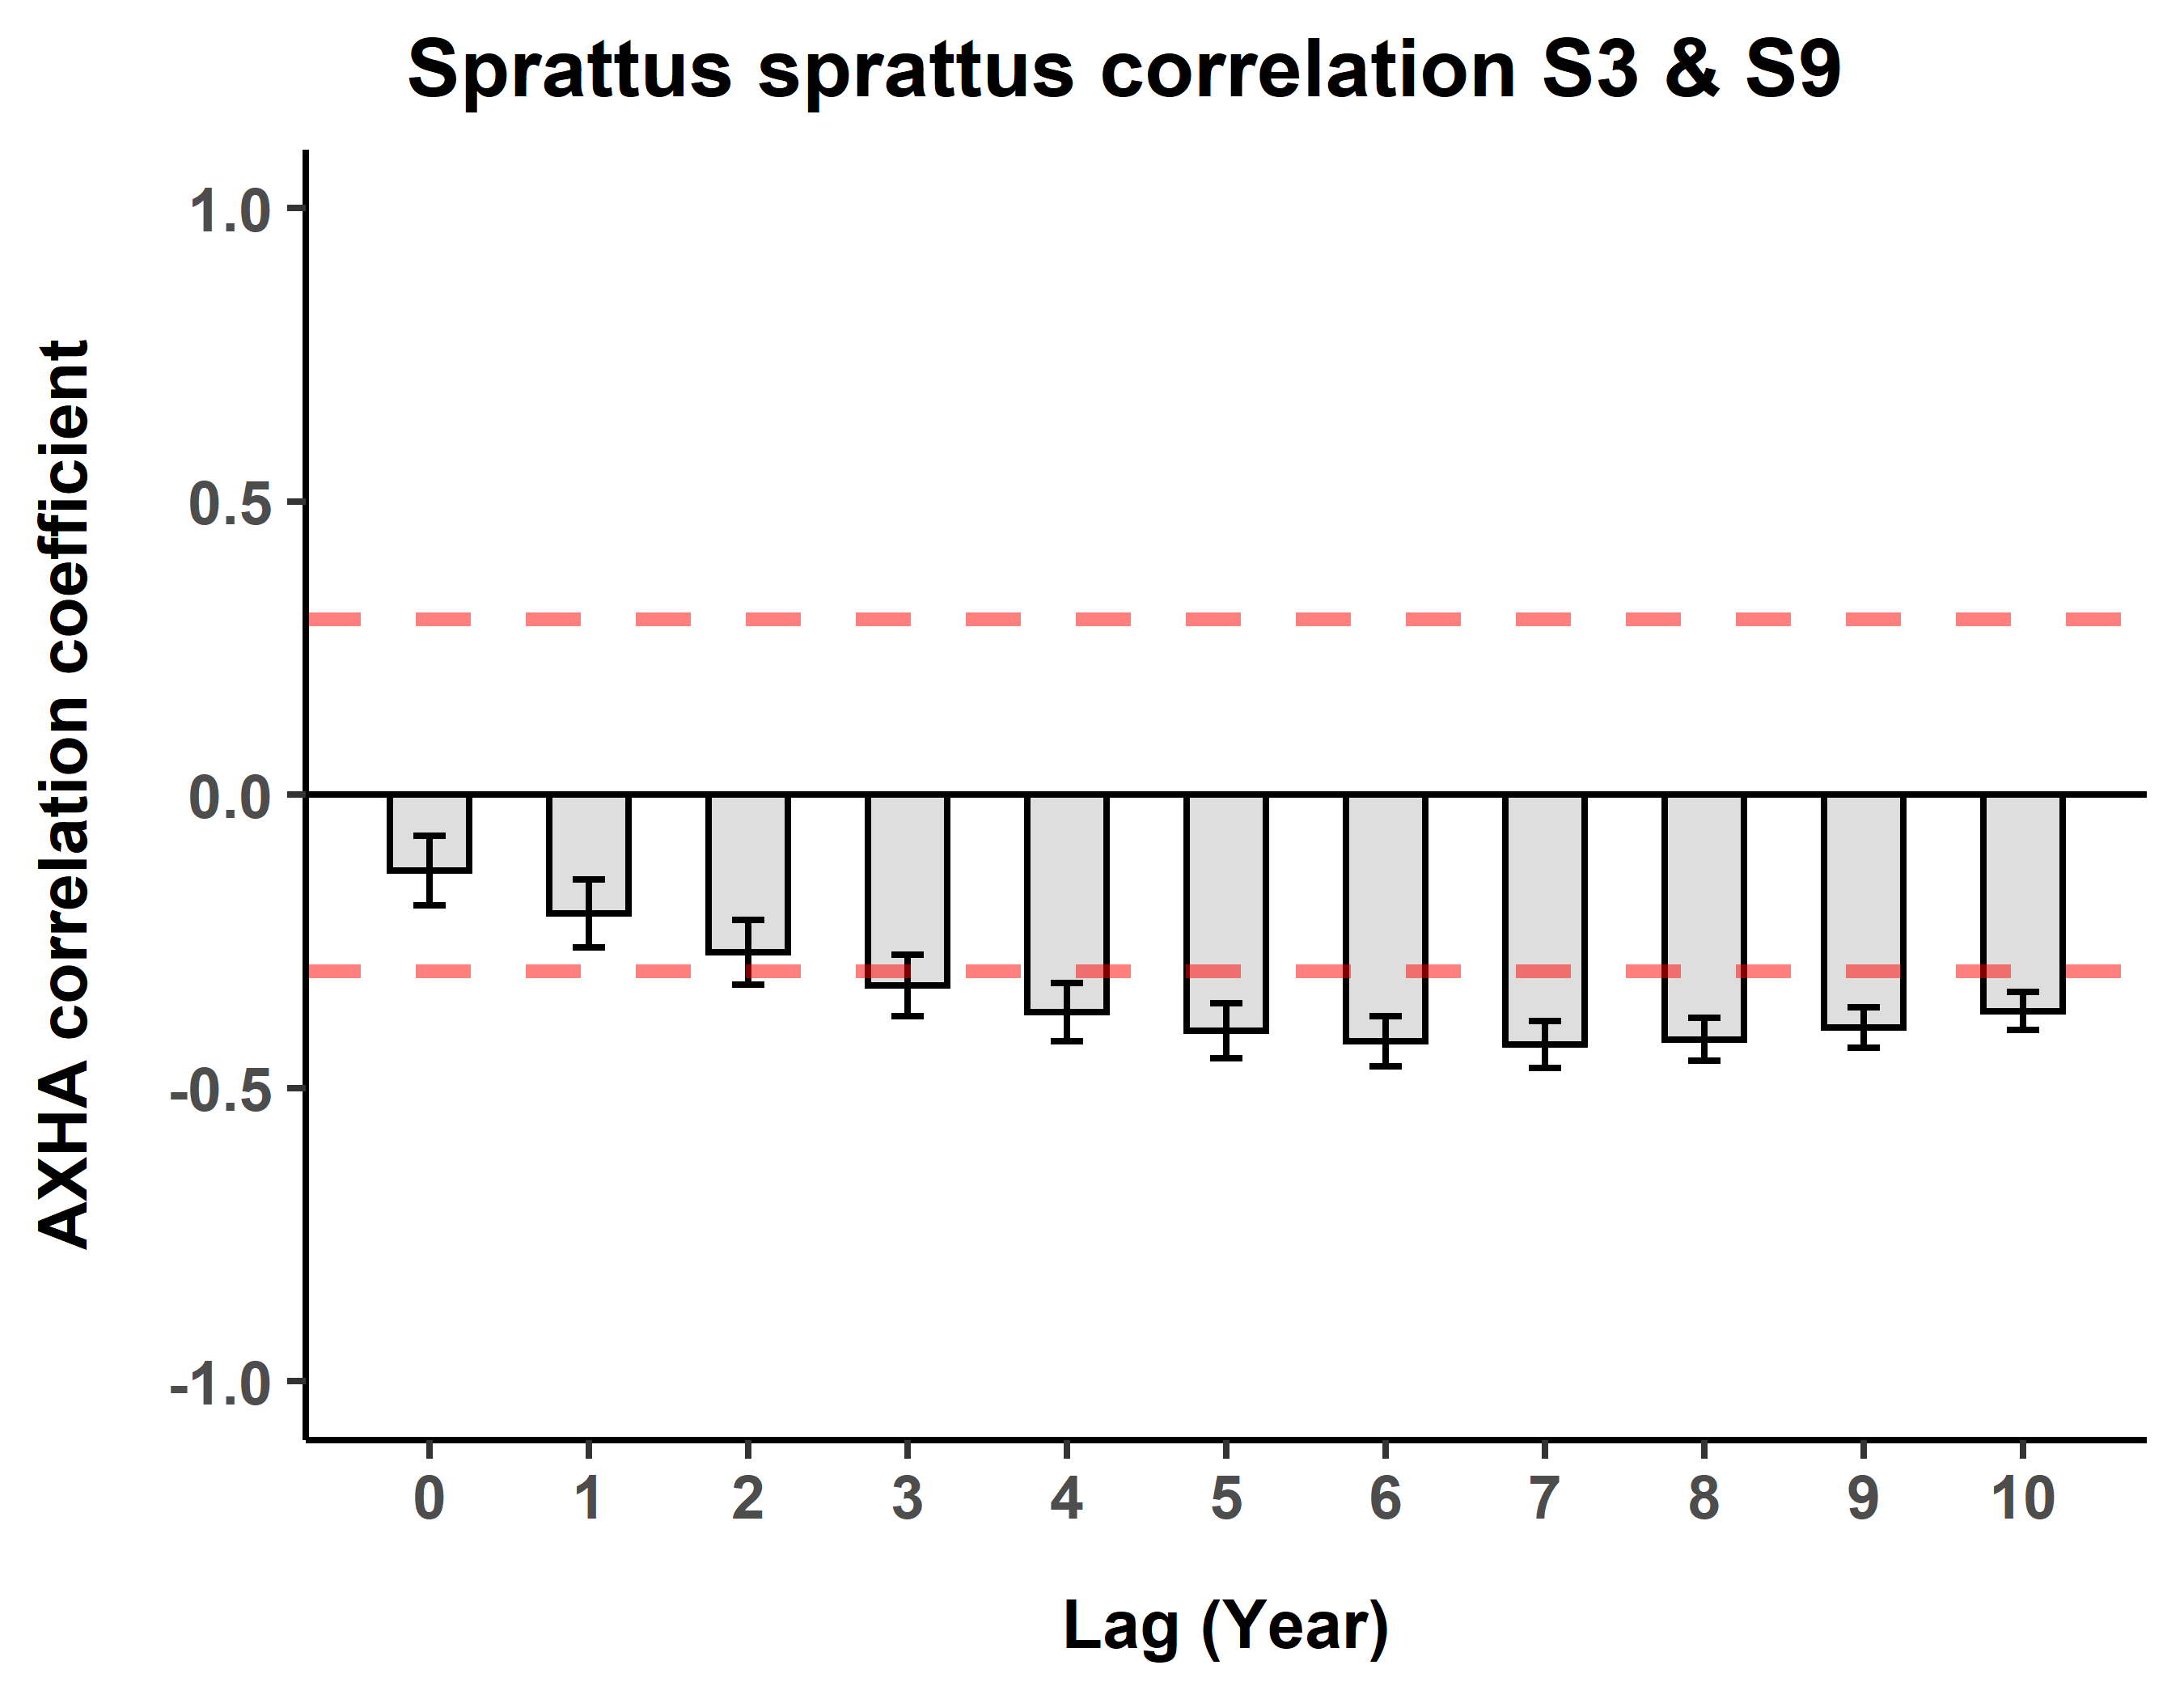 Sprattus sprattus correlation S3 & S9
AXHA correlation coefficient
1.0
0.5
0.0
-0.5
-1.0
0 1 2 3 4 5 6 7 8 9 10
Lag (Year)